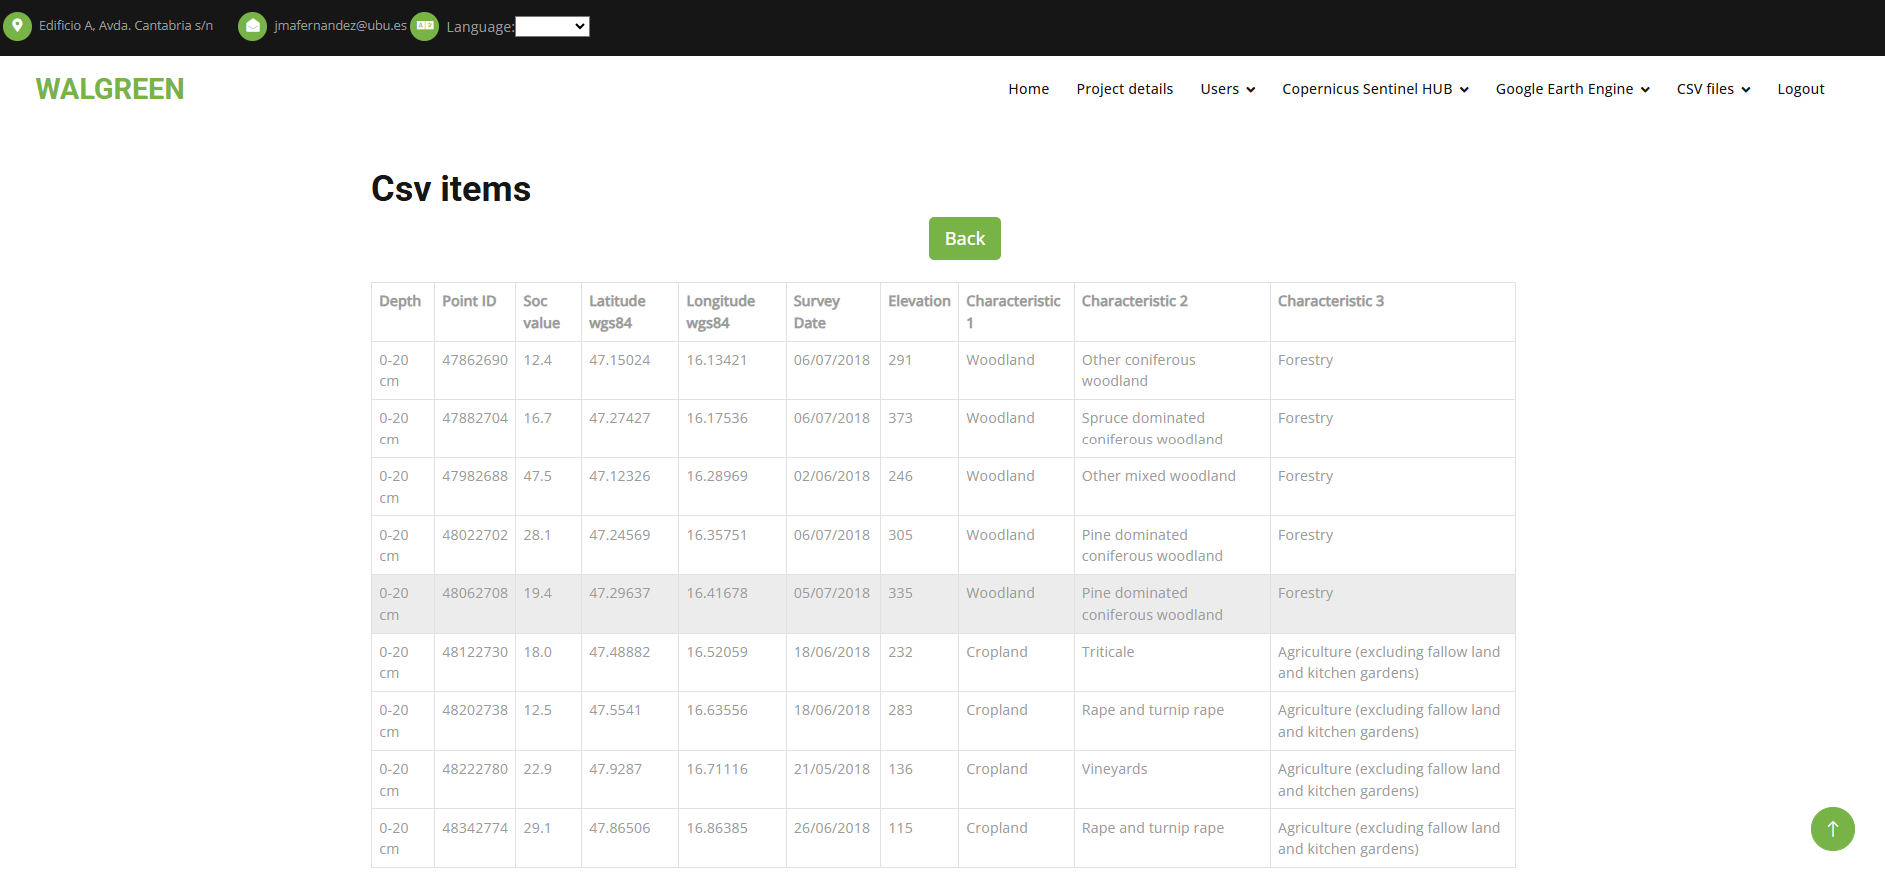 Edificio A, Avda. Cantabria s/n jmafernandez@ubu.es Language:
WALGREEN
Home Project details Users Copernicus Sentinel HUB Google Earth Engine CSV files Logout
Csv items
Back
Depth Point ID Soc value Latitude wgs84 Longitude wgs84 Survey Date Elevation Characteristic 1 Characteristic 2 Characteristic 3
0-20 cm 47862690 12.4 47.15024 16.13421 06/07/2018 291 Woodland Other coniferous woodland Forestry
0-20 cm 47882704 16.7 47.27427 16.17536 06/07/2018 373 Woodland Spruce dominated coniferous woodland Forestry
0-20 cm 47982688 47.5 47.12326 16.28969 02/06/2018 246 Woodland Other mixed woodland Forestry
0-20 cm 48022702 28.1 47.24569 16.35751 06/07/2018 305 Woodland Pine dominated coniferous woodland Forestry
0-20 cm 48062708 19.4 47.29637 16.41678 05/07/2018 335 Woodland Pine dominated coniferous woodland Forestry
0-20 cm 48122730 18.0 47.48882 16.52059 18/06/2018 232 Cropland Triticale Agriculture (excluding fallow land and kitchen gardens)
0-20 cm 48202738 12.5 47.5541 16.63556 18/06/2018 283 Cropland Rape and turnip rape Agriculture (excluding fallow land and kitchen gardens)
0-20 cm 48222780 22.9 47.9287 16.71116 21/05/2018 136 Cropland Vineyards Agriculture (excluding fallow land and kitchen gardens)
0-20 cm 48342774 29.1 47.86506 16.86385 26/06/2018 115 Cropland Rape and turnip rape Agriculture (excluding fallow land and kitchen gardens)